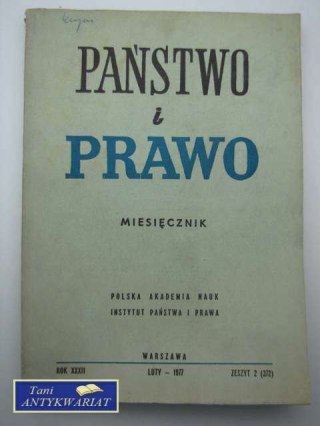 PAŃSTWO
i
PRAWO
MIESIĘCZNIK
POLSKA AKADEMIA NAUK
INSTYTUT PAŃSTWA I PRAWA
WARSZAWA
ROK XXXII LUTY — 1977 ZESZYT 2 (372)
Tani
ANTYKWARIAT